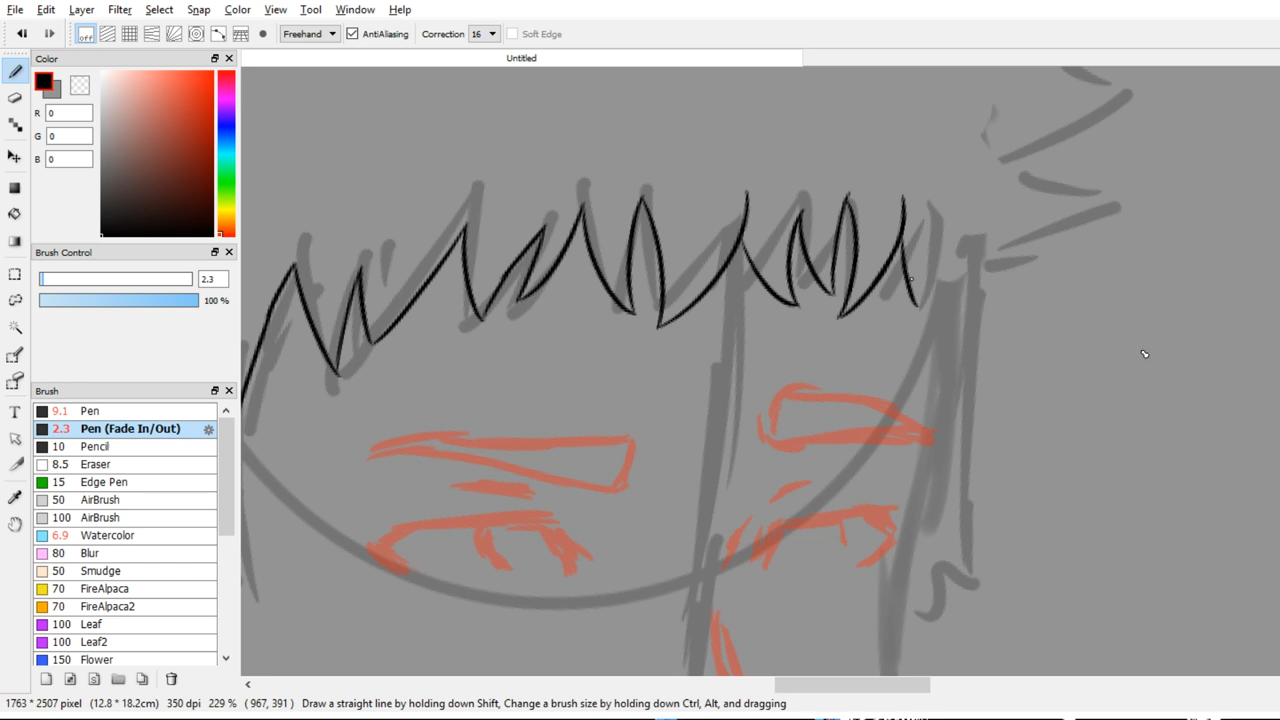 File Edit Layer Filter Select Snap Color View Tool Window Help
off Freehand AntiAliasing Correction 16 Soft Edge
Color
Untitled
R 0
G 0
B 0
Brush Control
2.3
100 %
Brush
9.1 Pen
2.3 Pen (Fade In/Out)
10 Pencil
8.5 Eraser
15 Edge Pen
50 AirBrush
100 AirBrush
6.9 Watercolor
80 Blur
50 Smudge
70 FireAlpaca
70 FireAlpaca2
100 Leaf
100 Leaf2
150 Flower
1763 * 2507 pixel (12.8 * 18.2cm) 350 dpi 229 % ( 967, 391 ) Draw a straight line by holding down Shift, Change a brush size by holding down Ctrl, Alt, and dragging